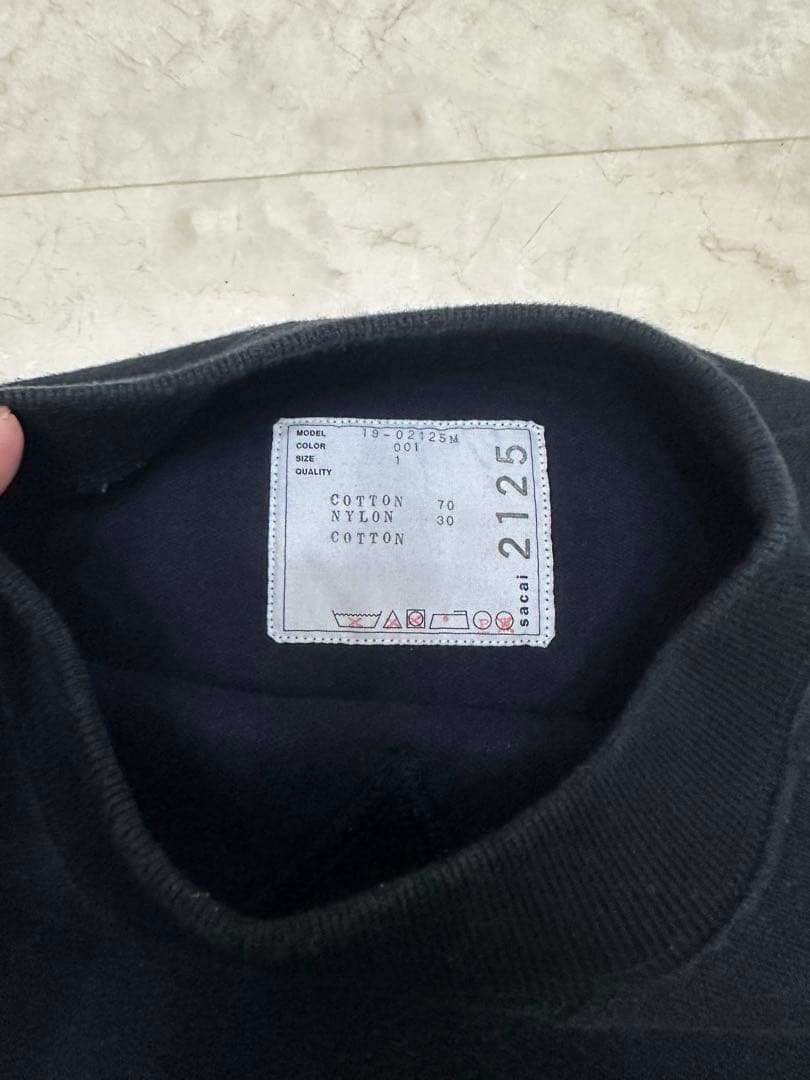 MODEL 19-02125M
COLOR 001
SIZE 1
QUALITY
COTTON 70
NYLON 30
COTTON
sacai 2125
P
W